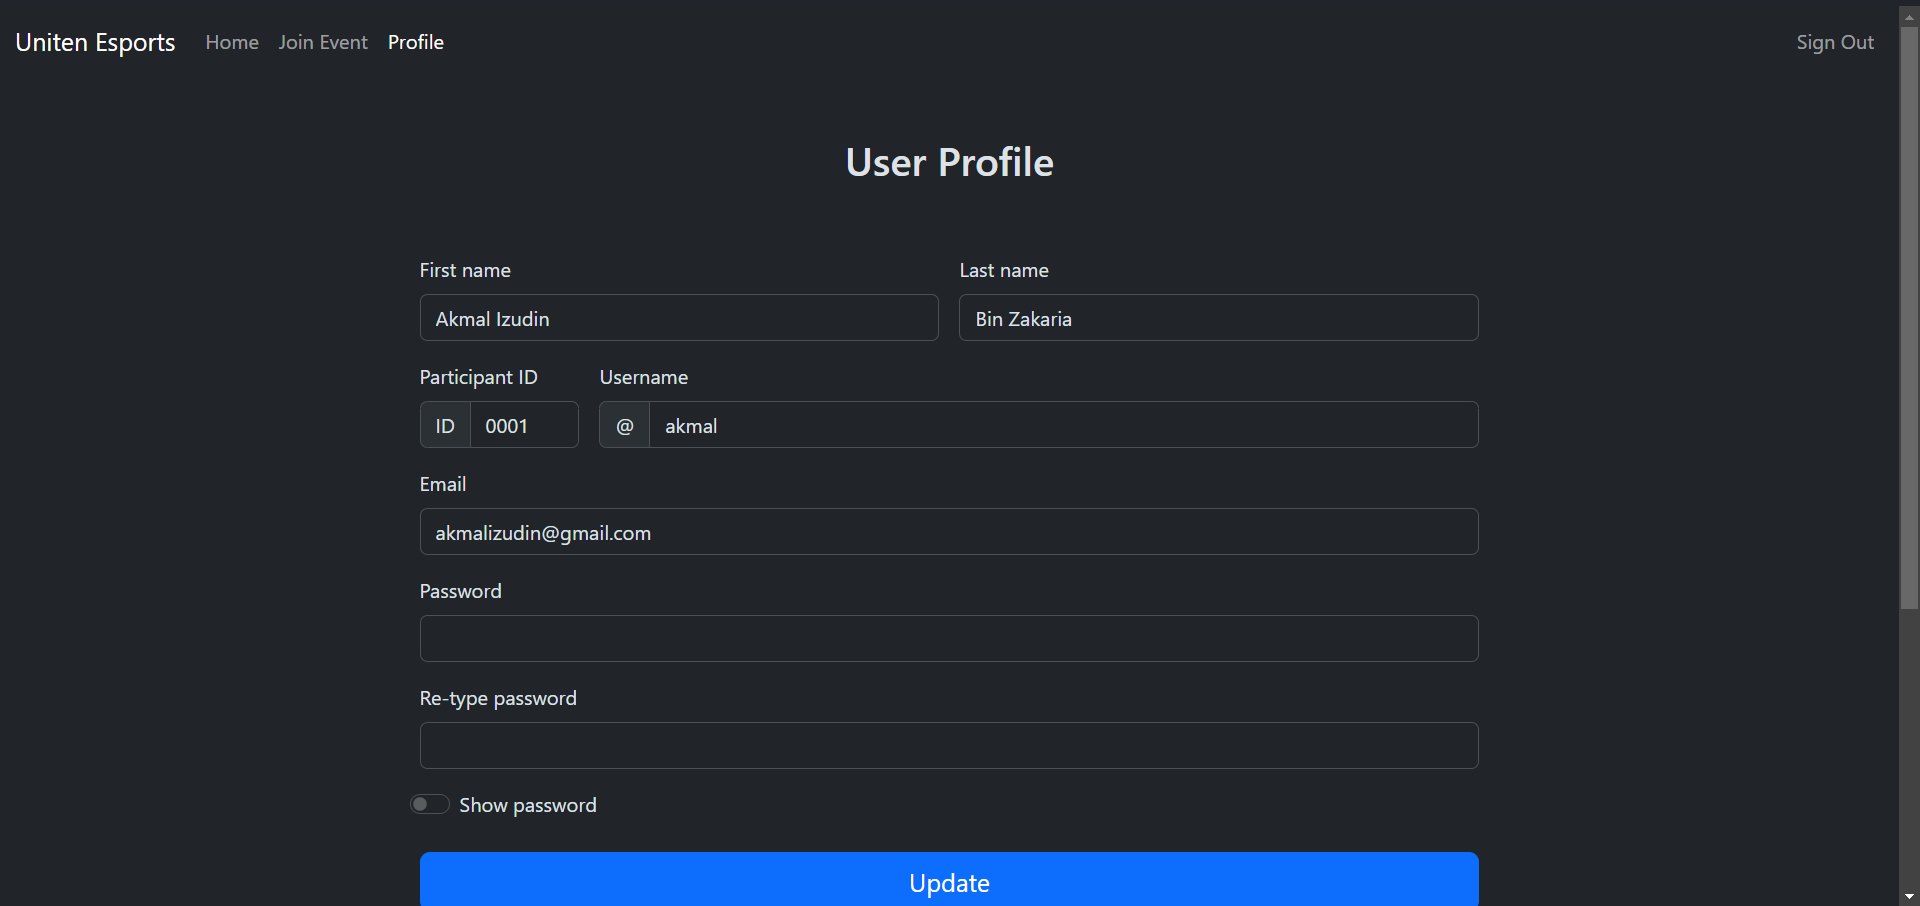 Uniten Esports Home Join Event Profile Sign Out
User Profile
First name Last name
Akmal Izudin Bin Zakaria
Participant ID Username
ID 0001 @ akmal
Email
akmalizudin@gmail.com
Password
Re-type password
Show password
Update